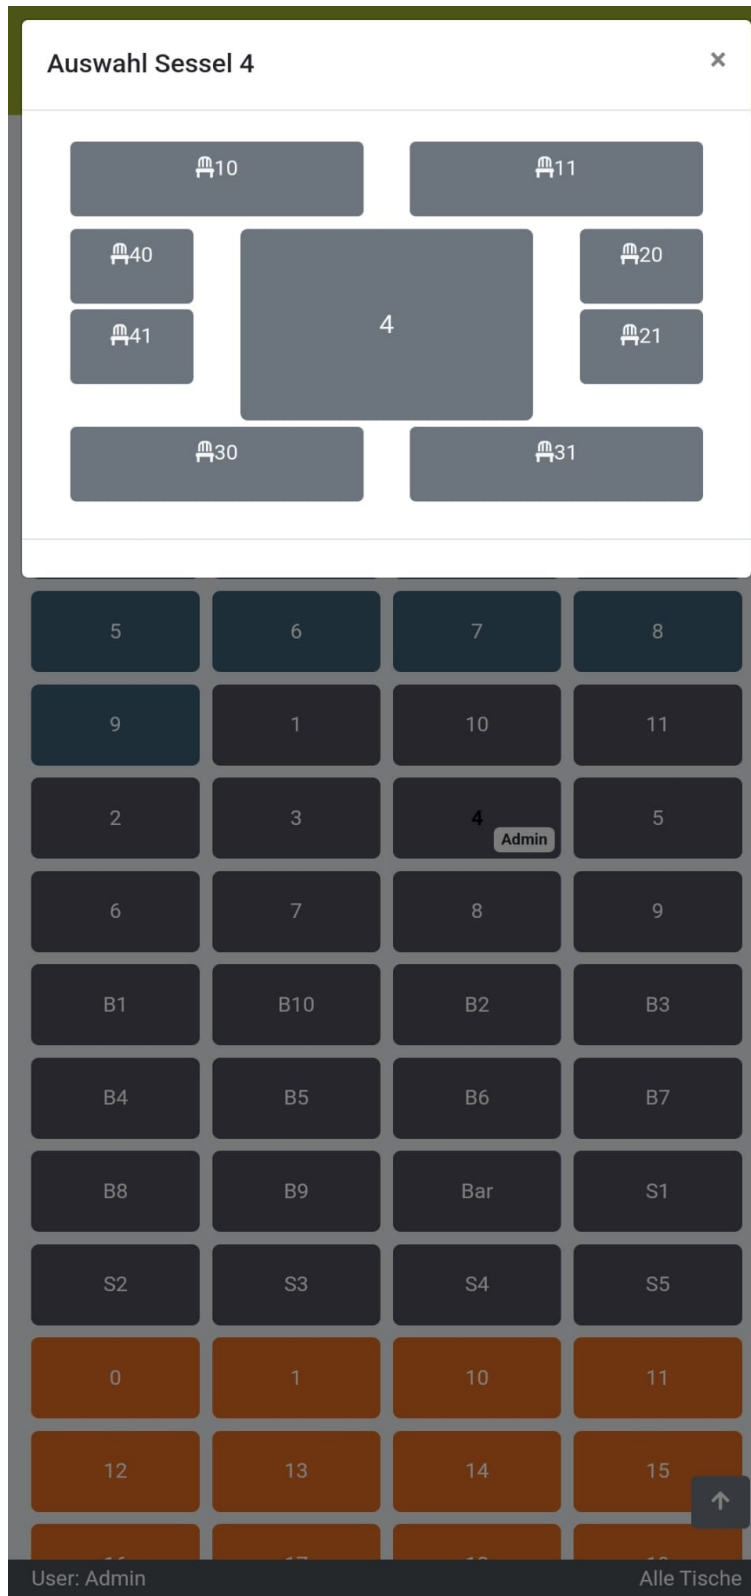 Auswahl Sessel 4 ×
10 11
40 20
4
41 21
30 31
5 6 7 8
9 1 10 11
2 3 4 5
Admin
6 7 8 9
B1 B10 B2 B3
B4 B5 B6 B7
B8 B9 Bar S1
S2 S3 S4 S5
0 1 10 11
12 13 14 15
User: Admin Alle Tische